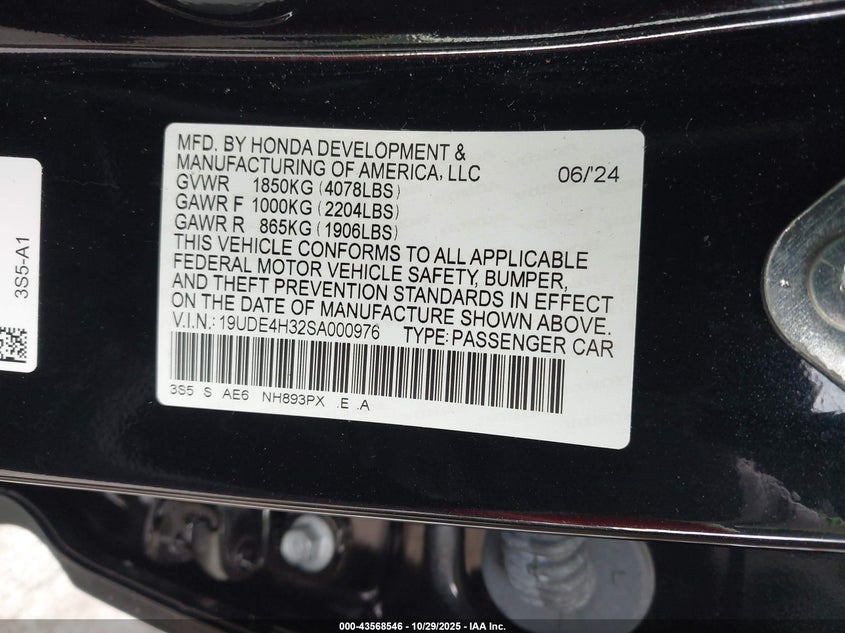 MFD. BY HONDA DEVELOPMENT &
MANUFACTURING OF AMERICA, LLC 06/'24
GVWR 1850KG (4078LBS)
GAWR F 1000KG (2204LBS)
GAWR R 865KG (1906LBS)
THIS VEHICLE CONFORMS TO ALL APPLICABLE
FEDERAL MOTOR VEHICLE SAFETY, BUMPER,
AND THEFT PREVENTION STANDARDS IN EFFECT
ON THE DATE OF MANUFACTURE SHOWN ABOVE.
V.I.N.: 19UDE4H32SA000976 TYPE: PASSENGER CAR
3S5 S AE6 NH893PX .E .A
3S5-A1
L
000-43568546 / 10/29/2025 - IAA Inc.